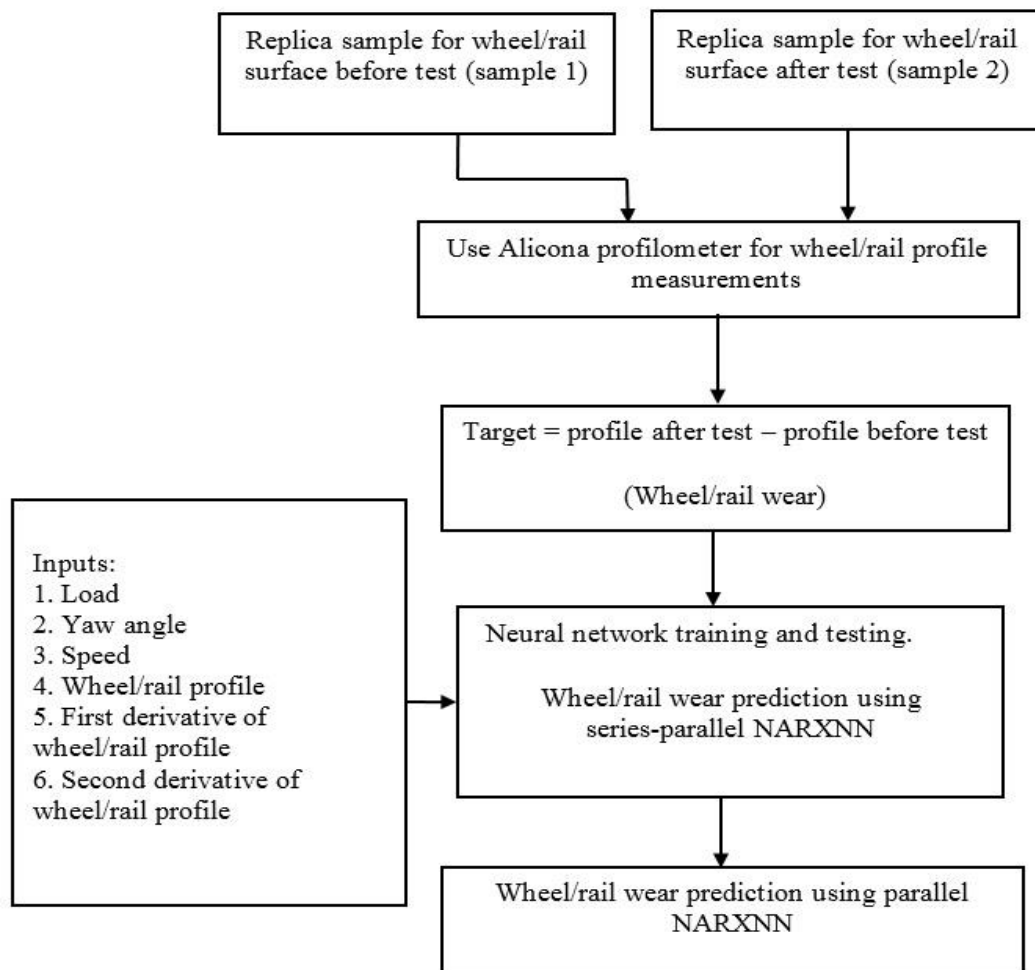 Replica sample for wheel/rail
surface before test (sample 1)
Replica sample for wheel/rail
surface after test (sample 2)
Use Alicona profilometer for wheel/rail profile
measurements
Target = profile after test – profile before test
(Wheel/rail wear)
Inputs:
1. Load
2. Yaw angle
3. Speed
4. Wheel/rail profile
5. First derivative of
wheel/rail profile
6. Second derivative of
wheel/rail profile
Neural network training and testing.
Wheel/rail wear prediction using
series-parallel NARXNN
Wheel/rail wear prediction using parallel
NARXNN